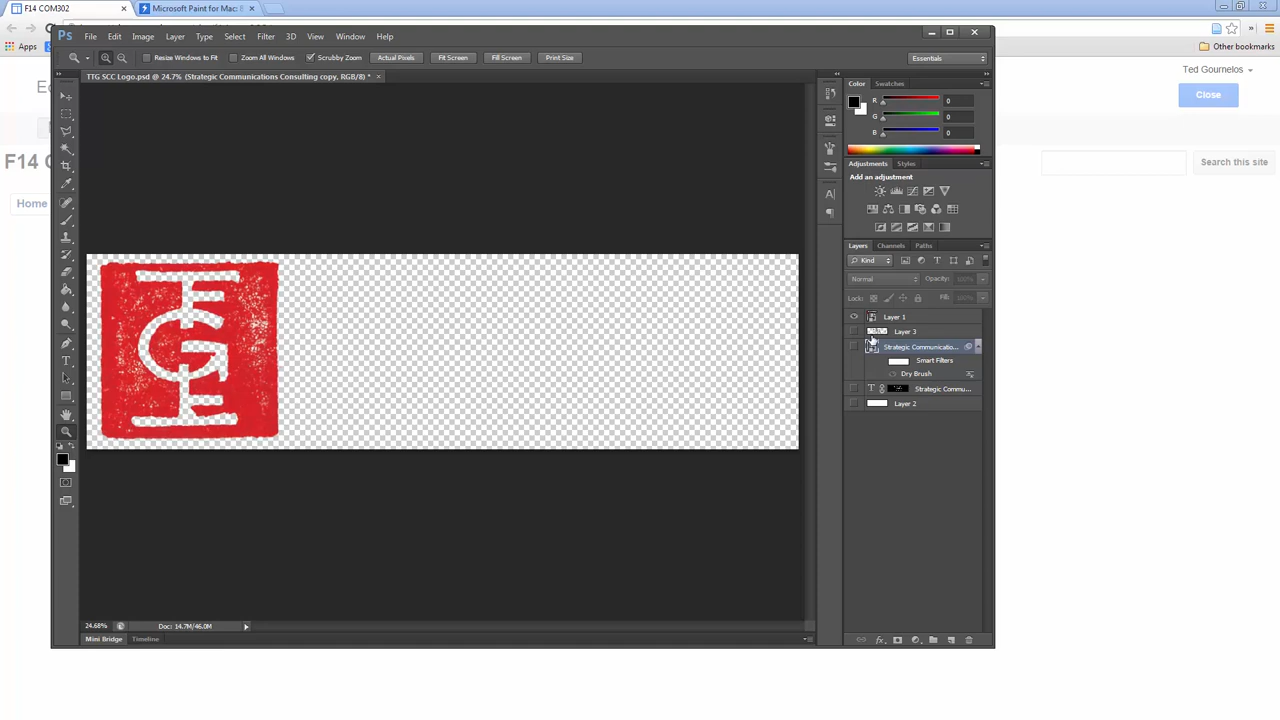 F14 COM302
Microsoft Paint for Mac: E
Apps
Other bookmarks
Ted Gournelos
Close
F14 C
Search this site
Home
Ps File Edit Image Layer Type Select Filter 3D View Window Help
Resize Windows to Fit Zoom All Windows Scrubby Zoom Actual Pixels Fit Screen Fill Screen Print Size Essentials
TTG SCC Logo.psd @ 24.7% (Strategic Communications Consulting copy, RGB/8) *
Color Swatches
R 0
G 0
B 0
Adjustments Styles
Add an adjustment
Layers Channels Paths
Kind
Normal Opacity: 100%
Lock: Fill: 100%
Layer 1
Layer 3
Strategic Communicatio...
Smart Filters
Dry Brush
T Strategic Commu...
Layer 2
24.68% Doc: 14.7M/46.0M
Mini Bridge Timeline